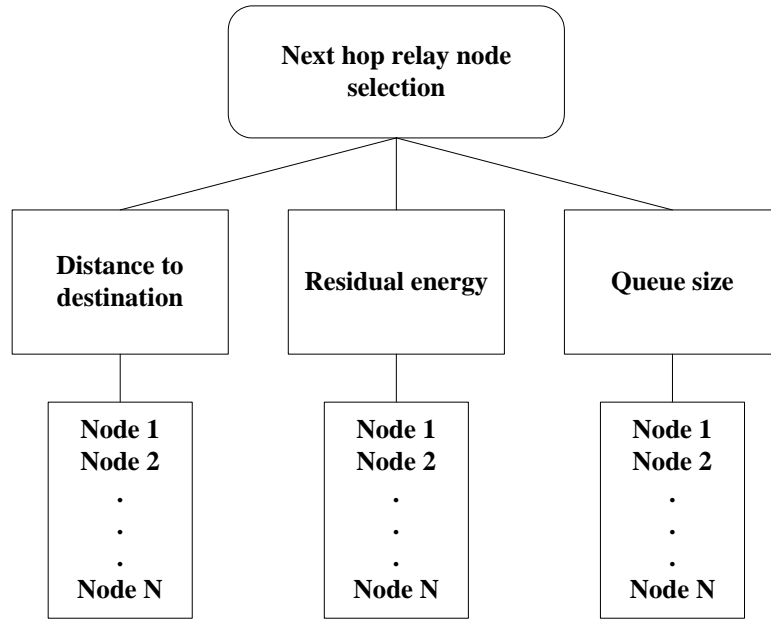 Next hop relay node
selection
Distance to
destination
Residual energy
Queue size
Node 1
Node 2
.
.
.
Node N
Node 1
Node 2
.
.
.
Node N
Node 1
Node 2
.
.
.
Node N